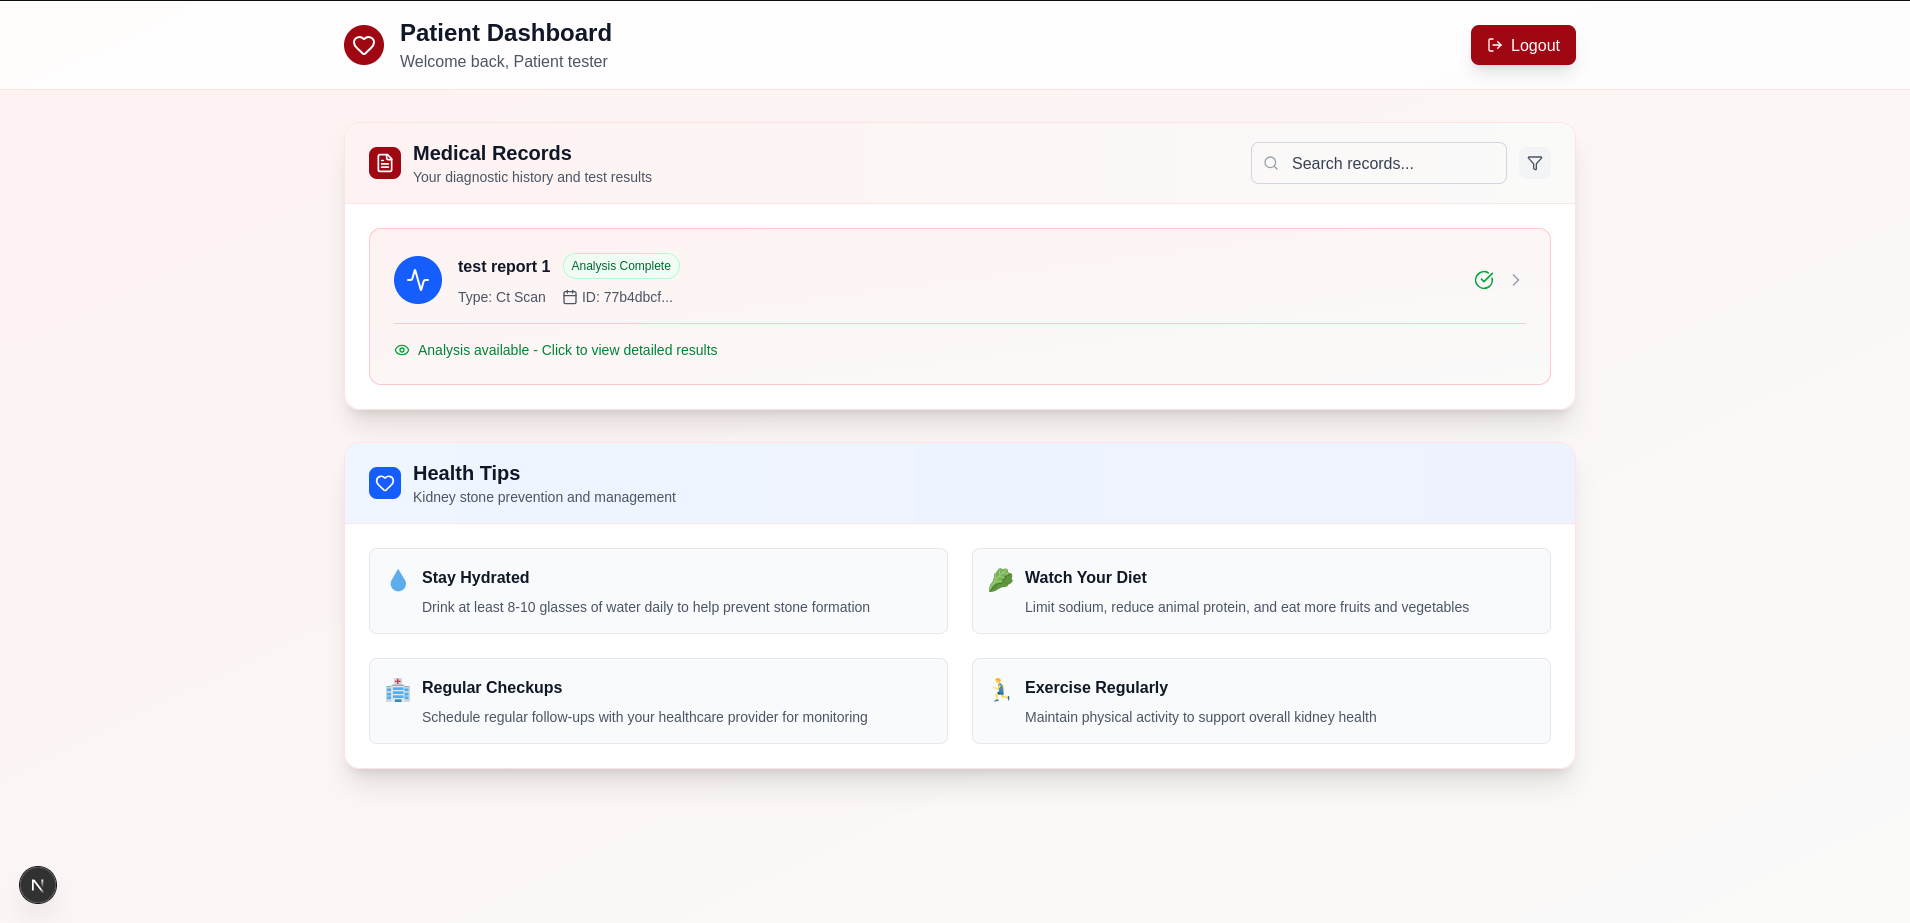 Patient Dashboard
Welcome back, Patient tester
Logout
Medical Records
Your diagnostic history and test results
Search records...
test report 1
Analysis Complete
Type: Ct Scan
ID: 77b4dbcf...
Analysis available - Click to view detailed results
Health Tips
Kidney stone prevention and management
Stay Hydrated
Drink at least 8-10 glasses of water daily to help prevent stone formation
Watch Your Diet
Limit sodium, reduce animal protein, and eat more fruits and vegetables
Regular Checkups
Schedule regular follow-ups with your healthcare provider for monitoring
Exercise Regularly
Maintain physical activity to support overall kidney health
N